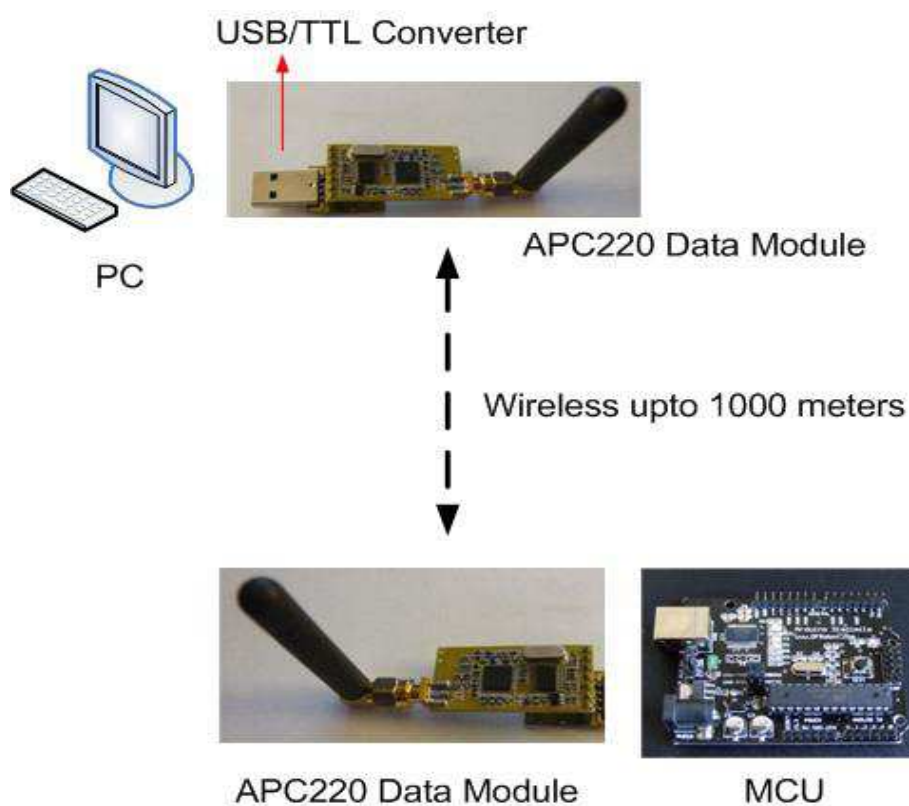 USB/TTL Converter
PC
APC220 Data Module
Wireless upto 1000 meters
APC220 Data Module
MCU